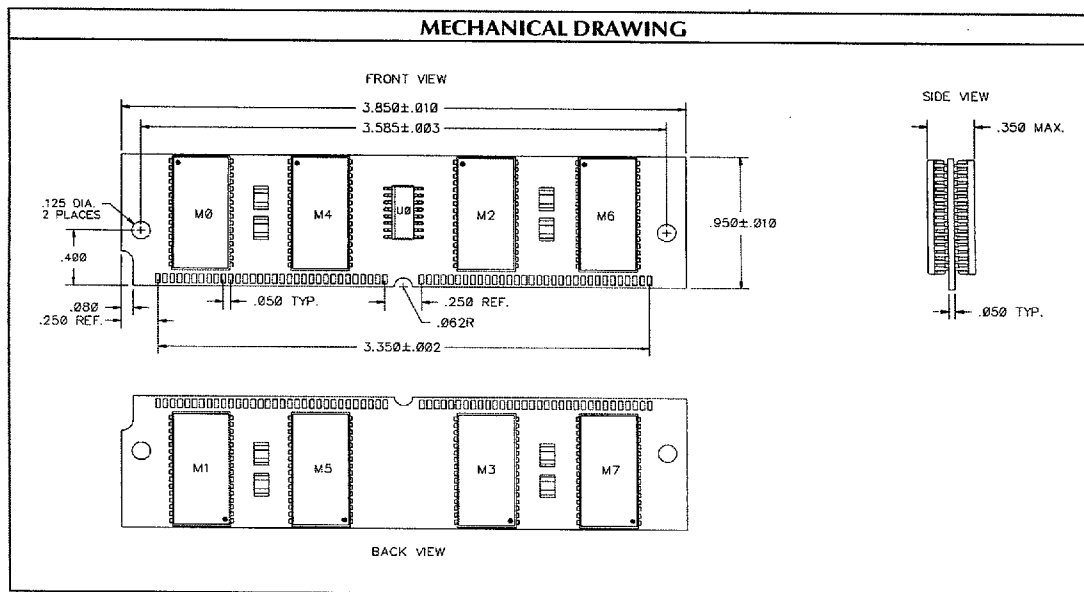 MECHANICAL DRAWING
FRONT VIEW
3.850±.010
3.585±.003
SIDE VIEW
.350 MAX.
.125 DIA.
2 PLACES
M0
M4
U0
M2
M6
.950±.010
.400
.080
.050 TYP.
.250 REF.
.250 REF.
.062R
.050 TYP.
3.350±.002
M1
M5
M3
M7
BACK VIEW